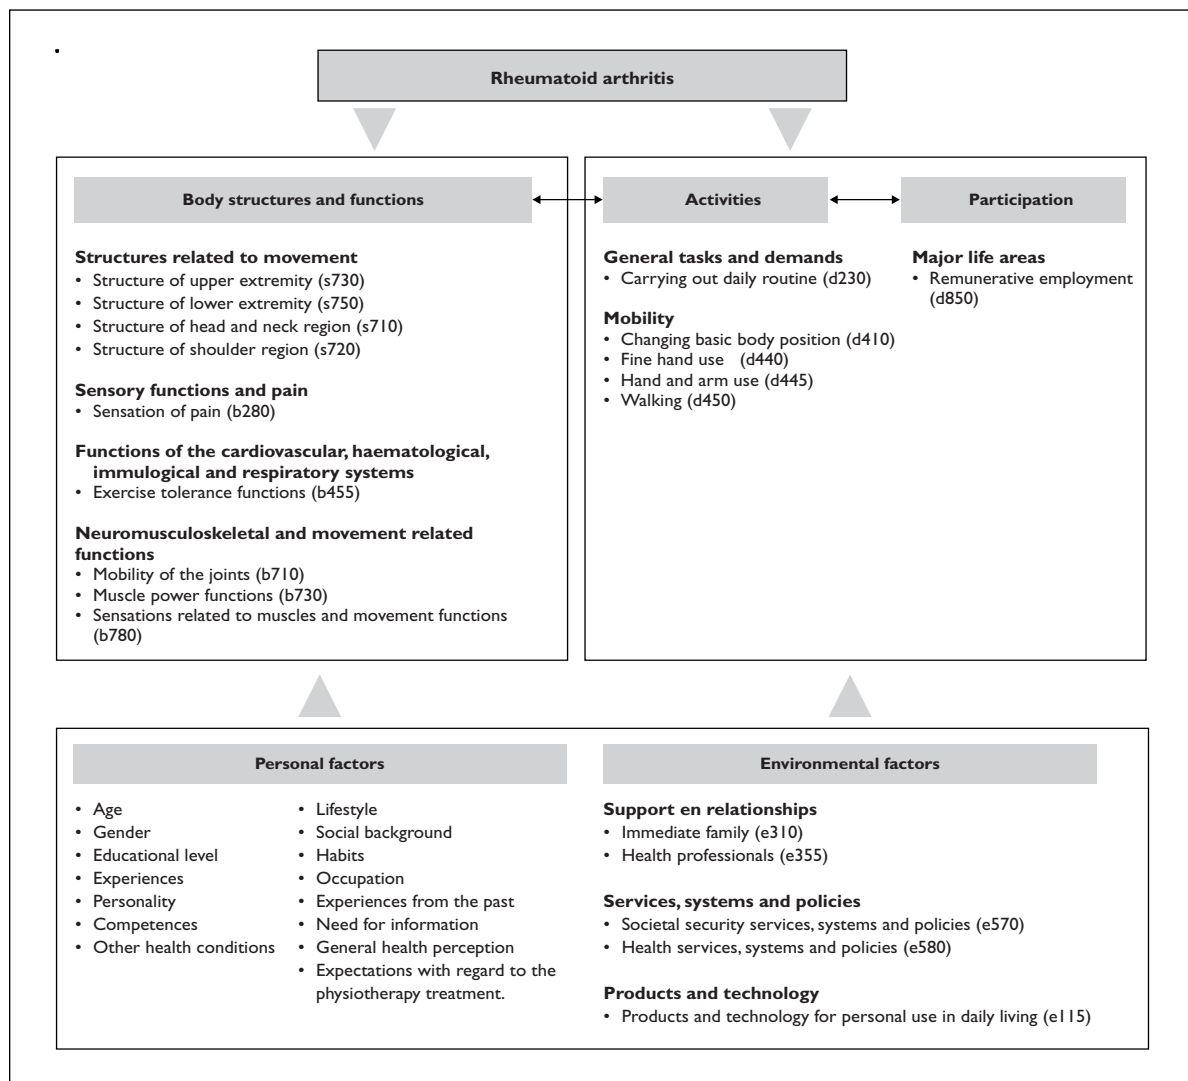 Rheumatoid arthritis
Body structures and functions
Structures related to movement
• Structure of upper extremity (s730)
• Structure of lower extremity (s750)
• Structure of head and neck region (s710)
• Structure of shoulder region (s720)
Sensory functions and pain
• Sensation of pain (b280)
Functions of the cardiovascular, haematological,
immulogical and respiratory systems
• Exercise tolerance functions (b455)
Neuromusculoskeletal and movement related
functions
• Mobility of the joints (b710)
• Muscle power functions (b730)
• Sensations related to muscles and movement functions
(b780)
Activities
General tasks and demands
• Carrying out daily routine (d230)
Mobility
• Changing basic body position (d410)
• Fine hand use (d440)
• Hand and arm use (d445)
• Walking (d450)
Participation
Major life areas
• Remunerative employment
(d850)
Personal factors
• Age
• Gender
• Educational level
• Experiences
• Personality
• Competences
• Other health conditions
• Lifestyle
• Social background
• Habits
• Occupation
• Experiences from the past
• Need for information
• General health perception
• Expectations with regard to the
physiotherapy treatment.
Environmental factors
Support en relationships
• Immediate family (e310)
• Health professionals (e355)
Services, systems and policies
• Societal security services, systems and policies (e570)
• Health services, systems and policies (e580)
Products and technology
• Products and technology for personal use in daily living (e115)